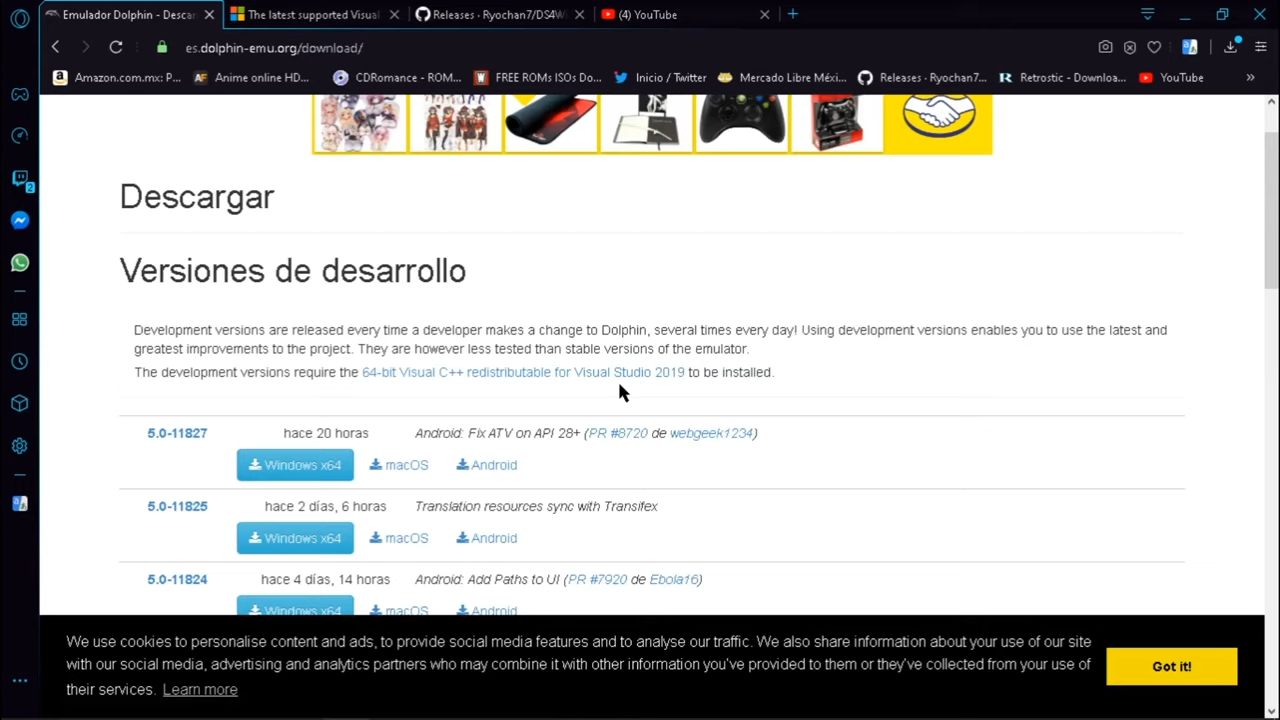 Emulador Dolphin - Descar
The latest supported Visual
Releases · Ryochan7/DS4Wi
(4) YouTube
es.dolphin-emu.org/download/
Amazon.com.mx: P...
Anime online HD...
CDRomance - ROM...
FREE ROMs ISOs Do...
Inicio / Twitter
Mercado Libre Méxi...
Releases · Ryochan7...
Retrostic - Downloa...
YouTube
»
2
Descargar
Versiones de desarrollo
Development versions are released every time a developer makes a change to Dolphin, several times every day! Using development versions enables you to use the latest and
greatest improvements to the project. They are however less tested than stable versions of the emulator.
The development versions require the 64-bit Visual C++ redistributable for Visual Studio 2019 to be installed.
5.0-11827 hace 20 horas Android: Fix ATV on API 28+ (PR #8720 de webgeek1234)
Windows x64 macOS Android
5.0-11825 hace 2 días, 6 horas Translation resources sync with Transifex
Windows x64 macOS Android
5.0-11824 hace 4 días, 14 horas Android: Add Paths to UI (PR #7920 de Ebola16)
Windows x64 macOS Android
We use cookies to personalise content and ads, to provide social media features and to analyse our traffic. We also share information about your use of our site
with our social media, advertising and analytics partners who may combine it with other information you've provided to them or they've collected from your use of
their services. Learn more
Got it!